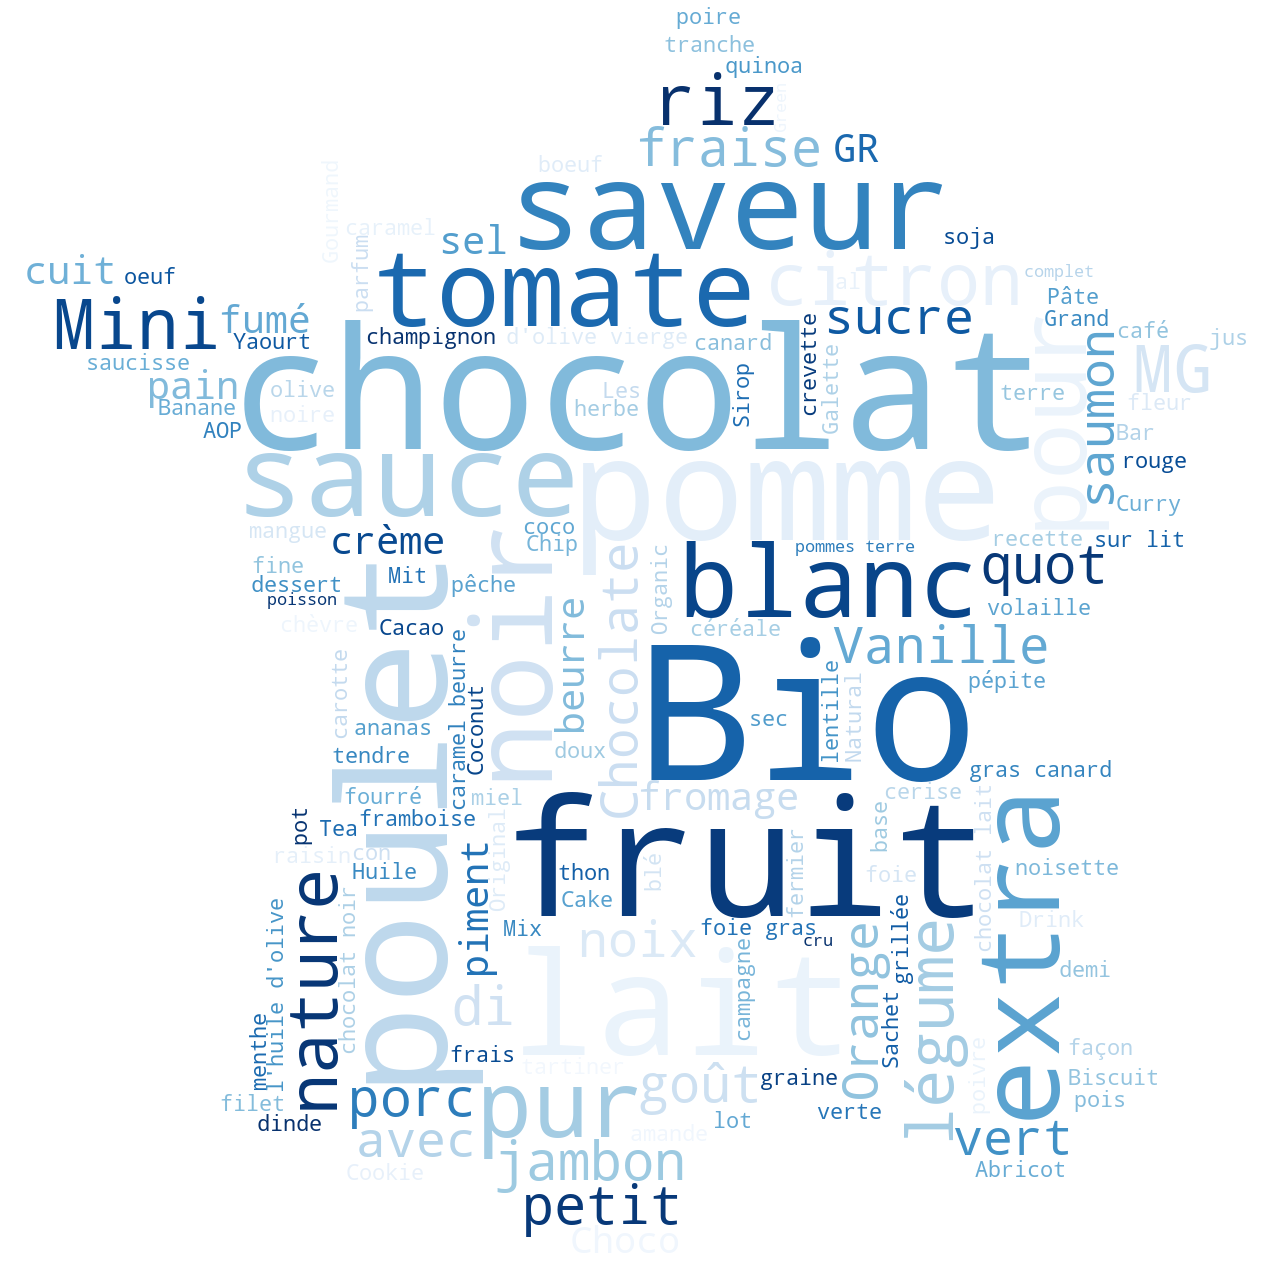 poire
tranche
quinoa
riz
Green
fraise
GR
boeuf
Gourmand
saveur
caramel
sel
soja
parfum
cuit
oeuf
tomate
citron
al
complet
Pâte
Grand
Mini
fumé
Yaourt
champignon
d'olive vierge
canard
sucre
café
jus
saucisse
pain
chocolat
crevette
MG
Banane
olive
noire
Les
herbe
Sirop
Galette
terre
pour
saumon
fleur
AOP
Bar
rouge
sauce
pomme
Curry
mangue
crème
coco
Chip
recette
sur lit
fine
dessert
Mit
pêche
noir
Chocolate
Organic
blanc
pommes terre
quot
poisson
volaille
chèvre
Cacao
poulet
beurre
céréale
Vanille
carotte
caramel beurre
Coconut
Bio
sec
lentille
Natural
pépite
ananas
tendre
doux
gras canard
fourré
miel
fromage
cerise
pot
Tea
framboise
Original
fruit
base
chocolat lait
extra
raisin
con
Huile
piment
thon
Cake
blé
fermier
foie
noisette
nature
l'huile d'olive
chocolat noir
Mix
noix
foie gras
cru
Orange
grillée
légume
Drink
di
lait
campagne
demi
menthe
frais
tartiner
goût
graine
Sachet
poivre
façon
Biscuit
filet
dinde
porc
pur
lot
verte
pois
avec
amande
vert
Cookie
jambon
Abricot
petit
Choco